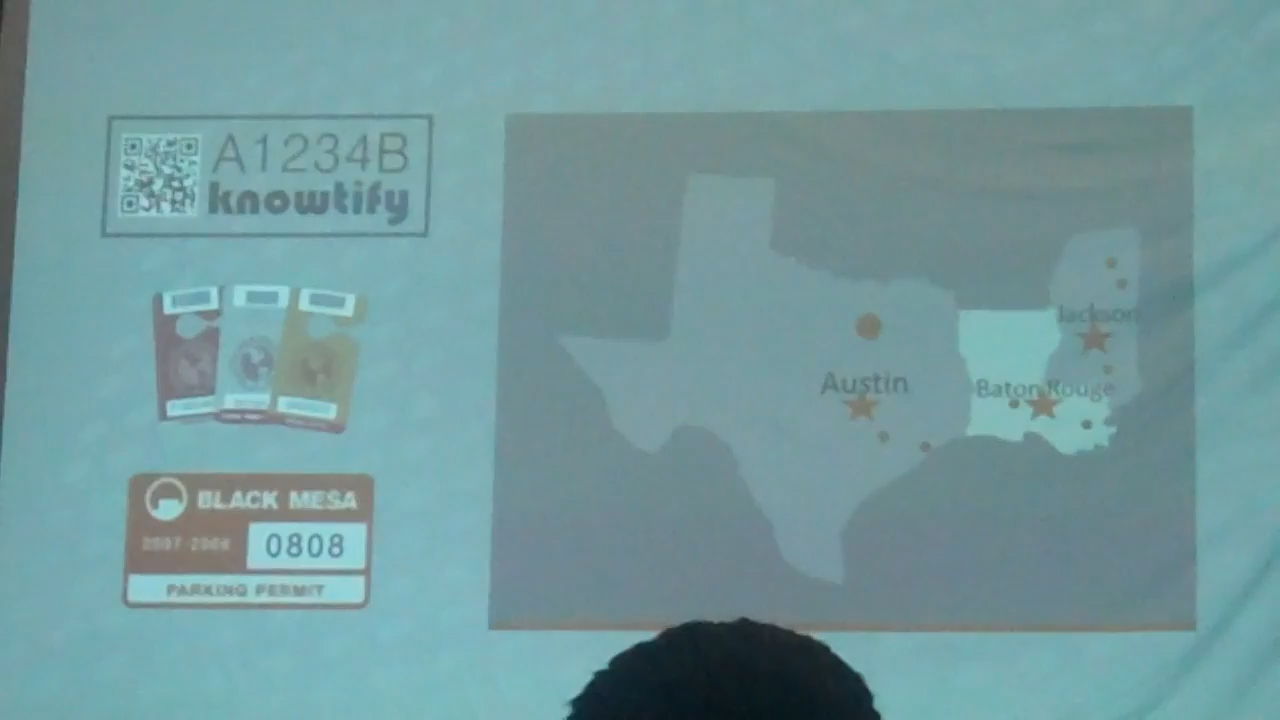 A1234B
knowtify
BLACK MESA
2007-2008
0808
PARKING PERMIT
Jackson
Austin
Baton Rouge